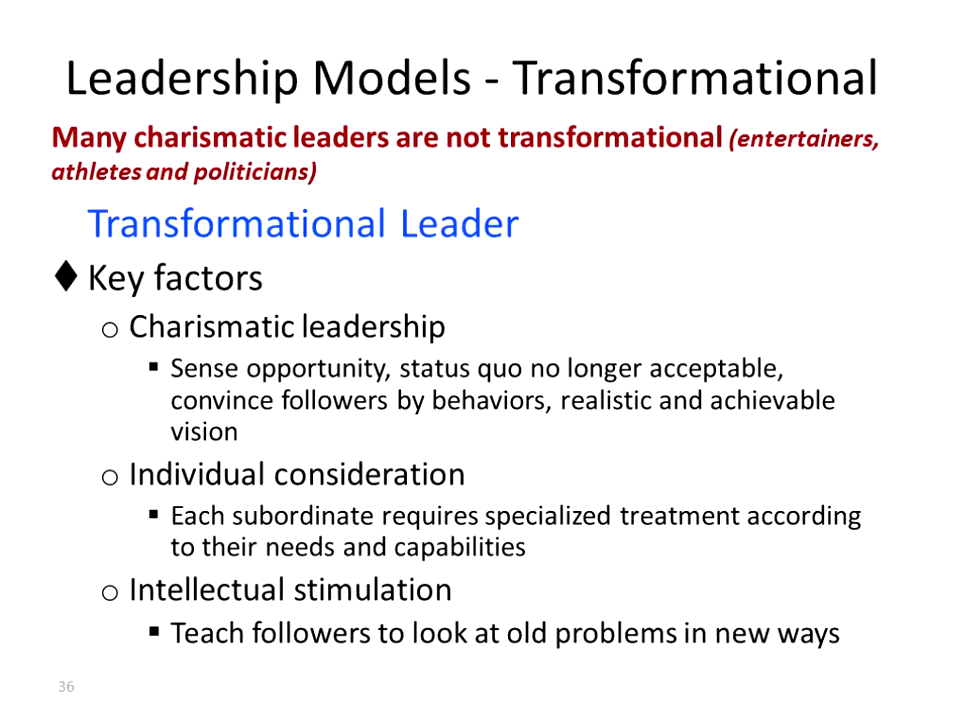 Leadership Models - Transformational
Many charismatic leaders are not transformational (entertainers,
athletes and politicians)
Transformational Leader
♦ Key factors
o Charismatic leadership
▪ Sense opportunity, status quo no longer acceptable,
convince followers by behaviors, realistic and achievable
vision
o Individual consideration
▪ Each subordinate requires specialized treatment according
to their needs and capabilities
o Intellectual stimulation
▪ Teach followers to look at old problems in new ways
36